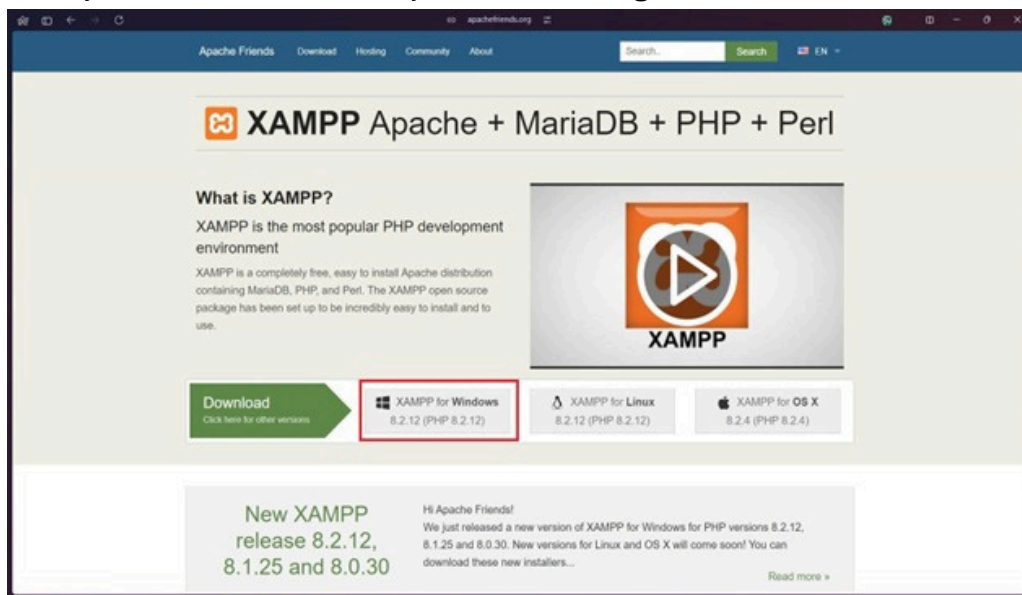 apachefriends.org
Apache Friends Download Hosting Community About Search... Search EN
XAMPP Apache + MariaDB + PHP + Perl
What is XAMPP?
XAMPP is the most popular PHP development
environment
XAMPP is a completely free, easy to install Apache distribution
containing MariaDB, PHP, and Perl. The XAMPP open source
package has been set up to be incredibly easy to install and to
use.
XAMPP
Download
Click here for other versions
XAMPP for Windows
8.2.12 (PHP 8.2.12)
XAMPP for Linux
8.2.12 (PHP 8.2.12)
XAMPP for OS X
8.2.4 (PHP 8.2.4)
New XAMPP
release 8.2.12,
8.1.25 and 8.0.30
Hi Apache Friends!
We just released a new version of XAMPP for Windows for PHP versions 8.2.12,
8.1.25 and 8.0.30. New versions for Linux and OS X will come soon! You can
download these new installers...
Read more »